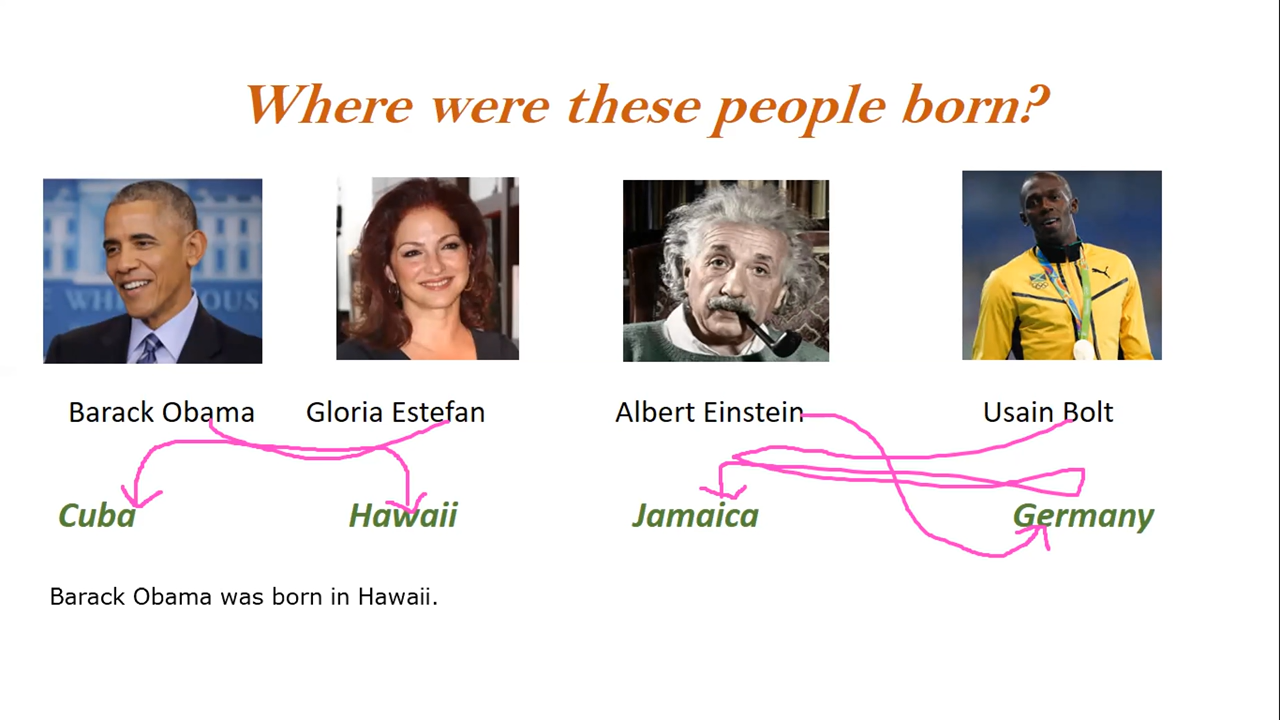 Where were these people born?
Barack Obama Gloria Estefan Albert Einstein Usain Bolt
Cuba Hawaii Jamaica Germany
Barack Obama was born in Hawaii.